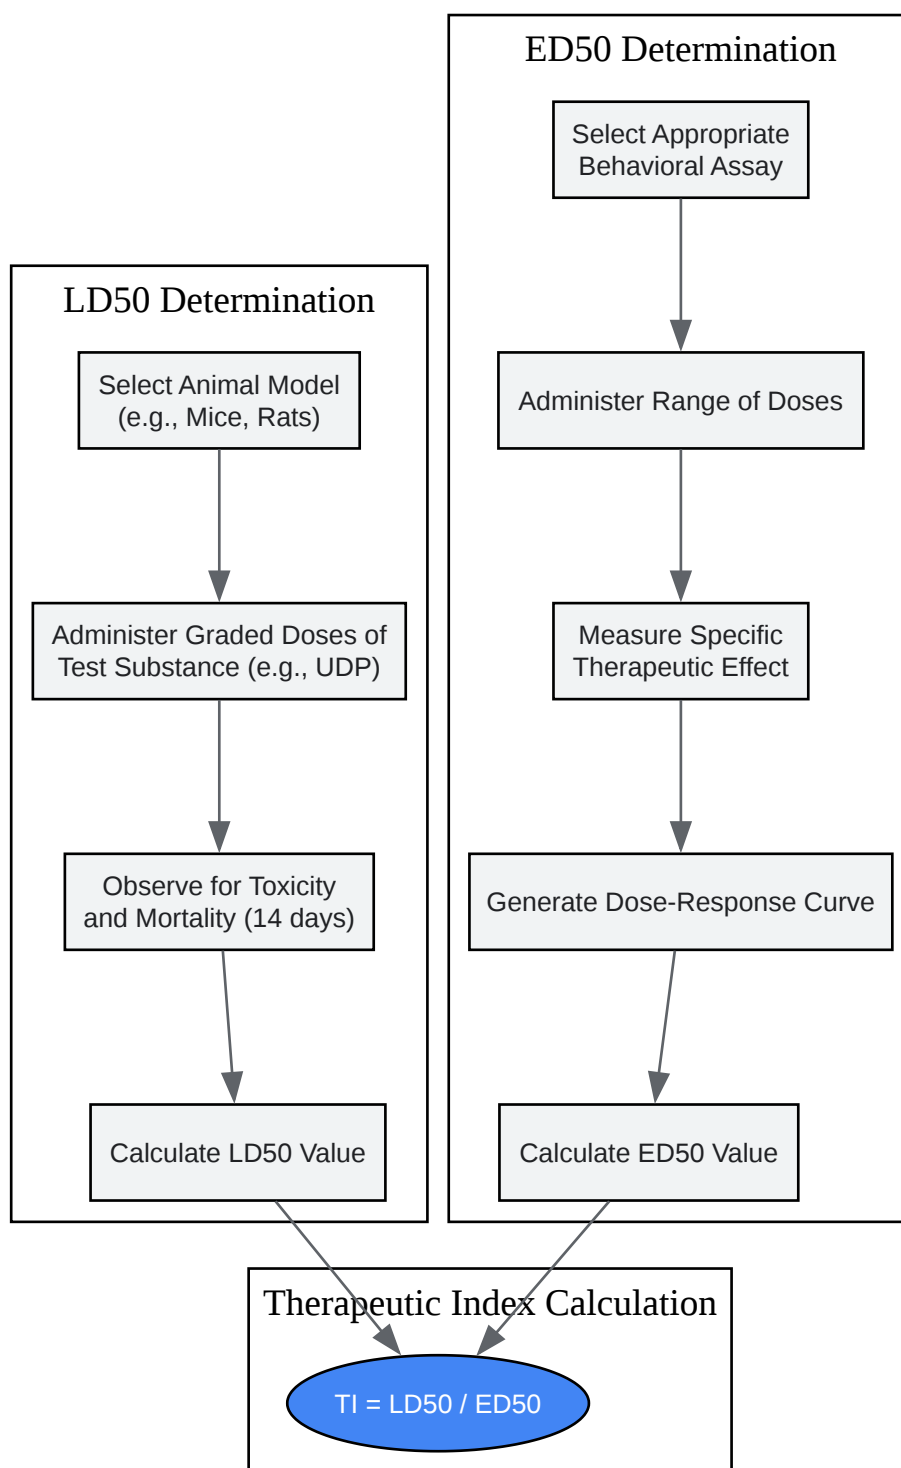 ED50 Determination
Select Appropriate
Behavioral Assay
Administer Range of Doses
Measure Specific
Therapeutic Effect
Generate Dose-Response Curve
Calculate ED50 Value
LD50 Determination
Select Animal Model
(e.g., Mice, Rats)
Administer Graded Doses of
Test Substance (e.g., UDP)
Observe for Toxicity
and Mortality (14 days)
Calculate LD50 Value
Therapeutic Index Calculation
TI = LD50 / ED50